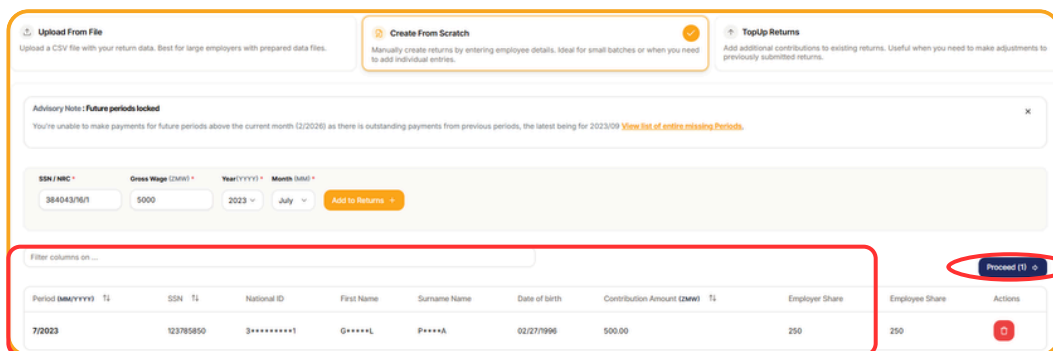 Upload From File
Upload a CSV file with your return data. Best for large employers with prepared data files.
Create From Scratch
Manually create returns by entering employee details. Ideal for small batches or when you need
to add individual entries.
TopUp Returns
Add additional contributions to existing returns. Useful when you need to make adjustments to
previously submitted returns.
Advisory Note : Future periods locked
You're unable to make payments for future periods above the current month (2/2026) as there is outstanding payments from previous periods, the latest being for 2023/09 View list of entire missing Periods.
SSN / NRC * Gross Wage (ZMW) * Year(YYYY) * Month (MM) *
384043/16/1 5000 2023 July Add to Returns +
Filter columns on ...
Proceed (1)
Period (MM/YYYY) SSN National ID First Name Surname Name Date of birth Contribution Amount (ZMW) Employer Share Employee Share Actions
7/2023 123785850 3*********1 G*****L P****A 02/27/1996 500.00 250 250